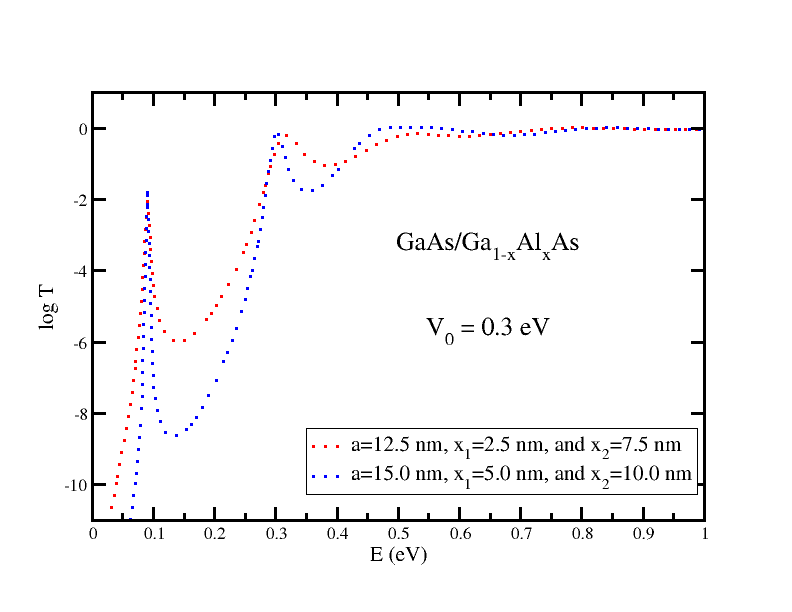 0
-2
-4
-6
-8
-10
log T
GaAs/Ga₁₋ₓAlₓAs
V₀ = 0.3 eV
a=12.5 nm, x₁=2.5 nm, and x₂=7.5 nm
a=15.0 nm, x₁=5.0 nm, and x₂=10.0 nm
0 0.1 0.2 0.3 0.4 0.5 0.6 0.7 0.8 0.9 1
E (eV)